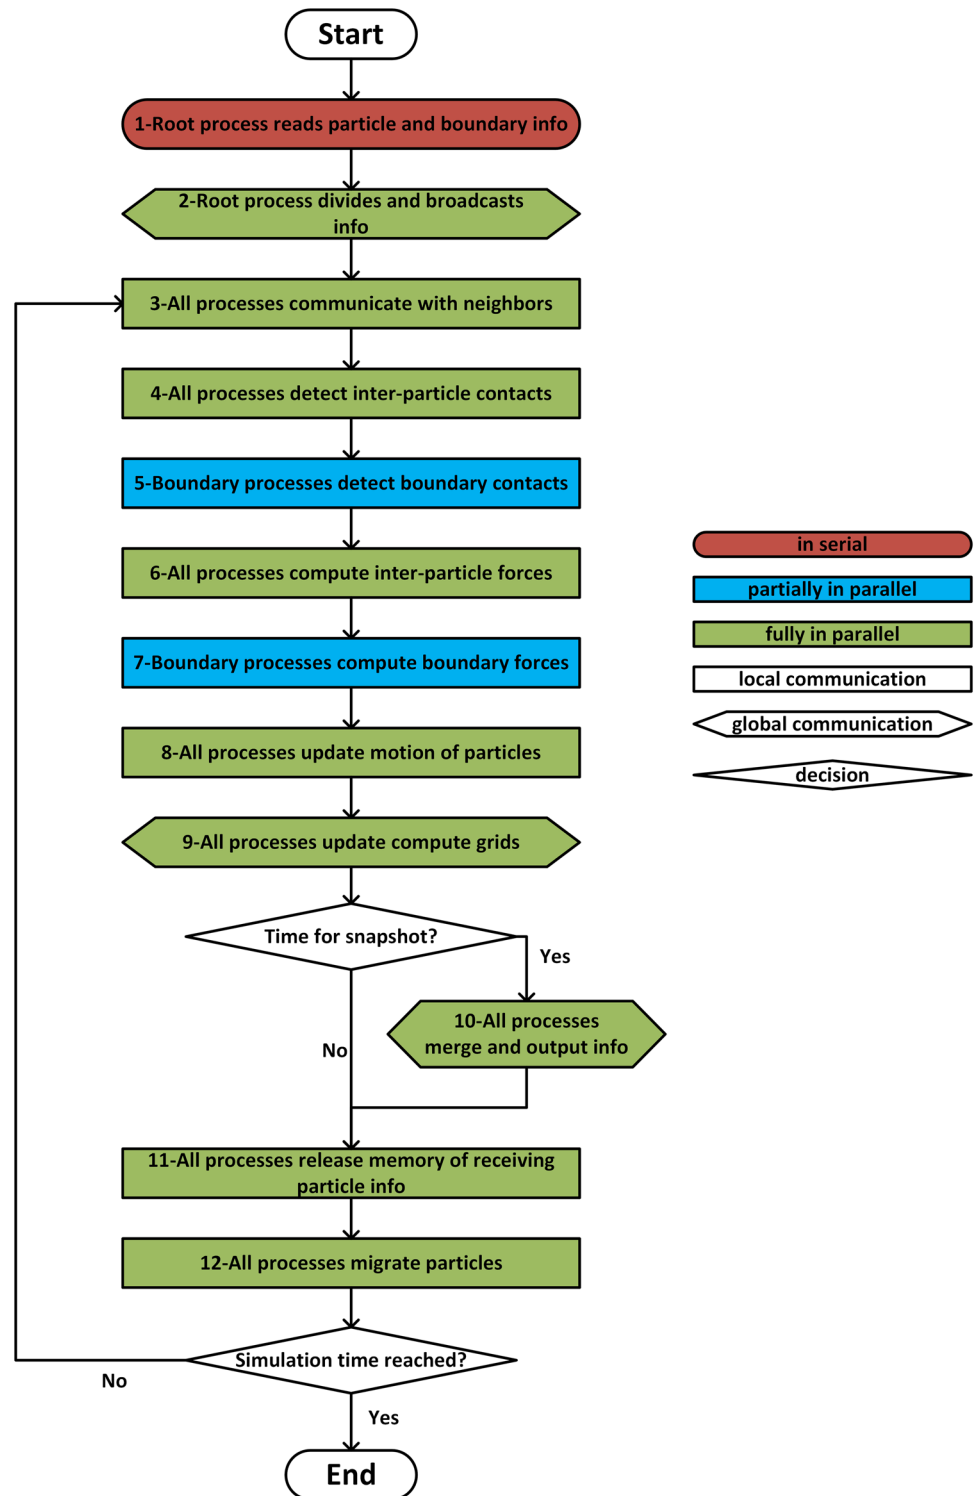 Start
1-Root process reads particle and boundary info
2-Root process divides and broadcasts
info
3-All processes communicate with neighbors
4-All processes detect inter-particle contacts
5-Boundary processes detect boundary contacts
6-All processes compute inter-particle forces
7-Boundary processes compute boundary forces
8-All processes update motion of particles
9-All processes update compute grids
Time for snapshot?
Yes
10-All processes
merge and output info
No
11-All processes release memory of receiving
particle info
12-All processes migrate particles
Simulation time reached?
No
Yes
End
in serial
partially in parallel
fully in parallel
local communication
global communication
decision